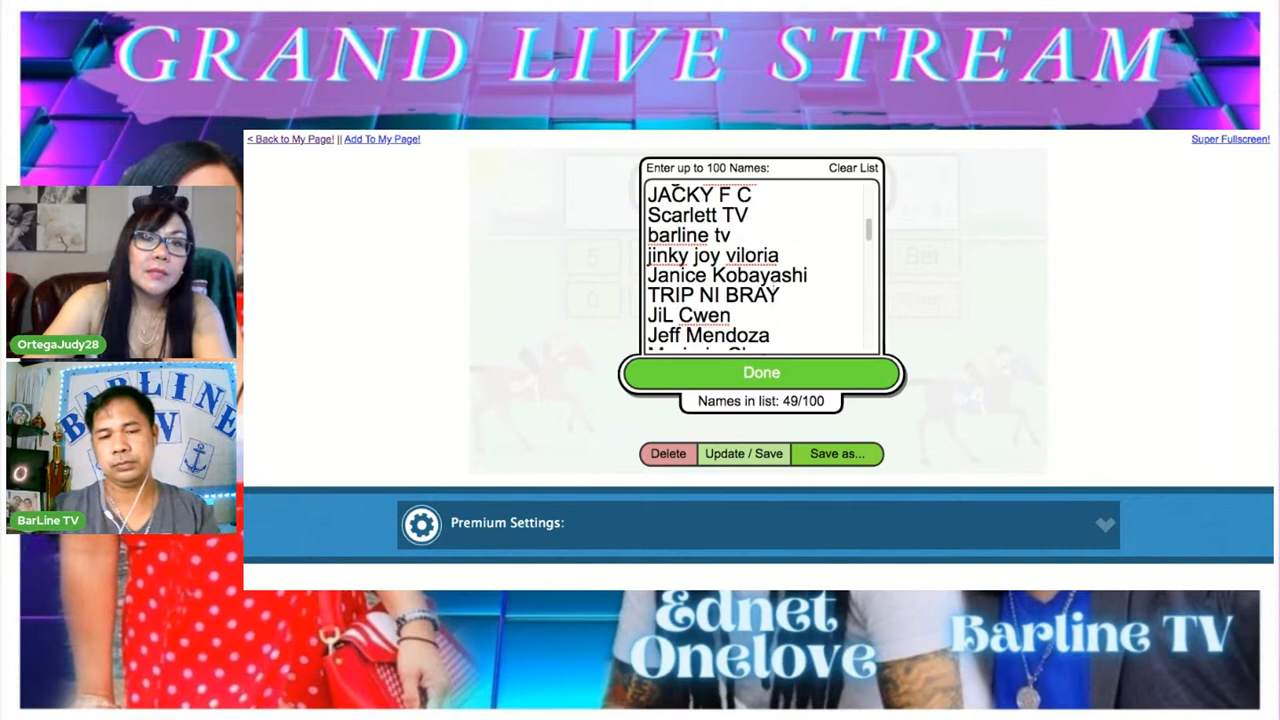 GRAND LIVE STREAM
< Back to My Page! || Add To My Page!
Super Fullscreen!
Enter up to 100 Names:
Clear List
JACKY F C
Scarlett TV
barline tv
jinky joy viloria
Janice Kobayashi
TRIP NI BRAY
JiL Cwen
Jeff Mendoza
Done
Names in list: 49/100
Delete
Update / Save
Save as...
5
0
Bet
Premium Settings:
OrtegaJudy28
BARLINE
TV
BarLine TV
Ednet
Onelove
Barline TV